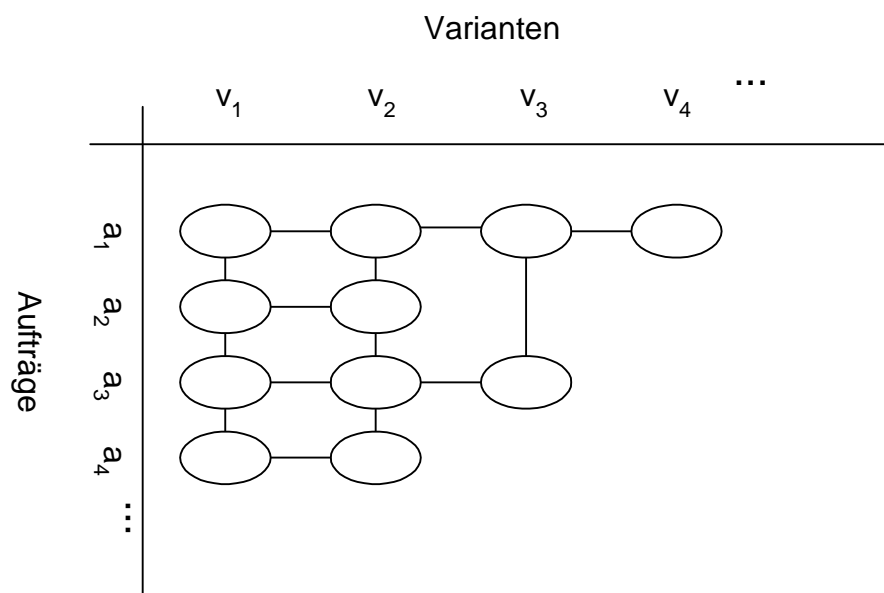 Varianten
v1 v2 v3 v4 ...
Aufträge
a1
a2
a3
a4
...